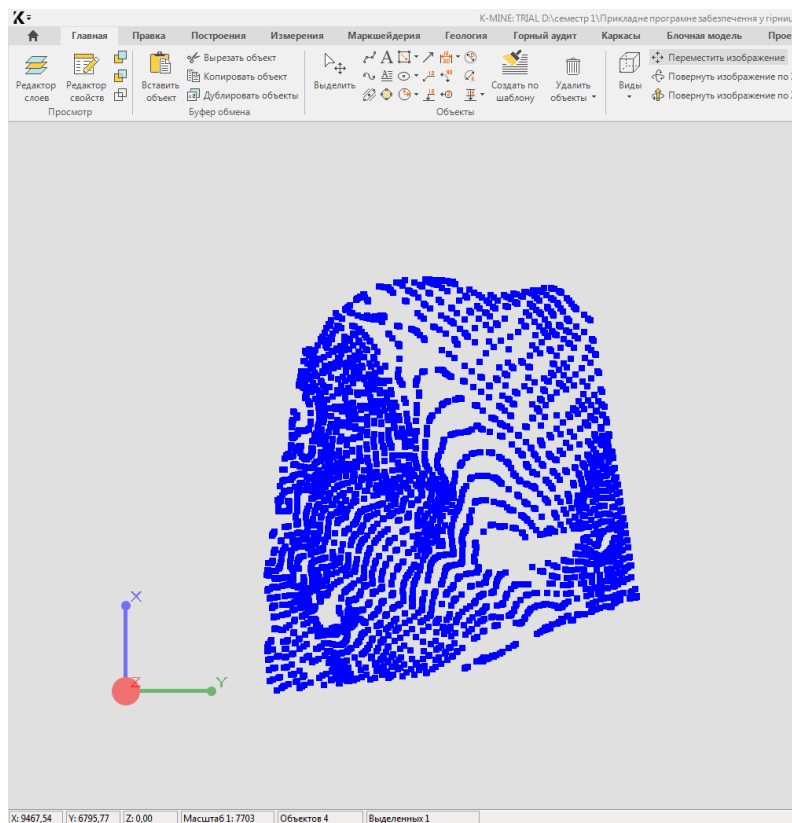 K-MINE: TRIAL D:\семестр 1\Прикладне програмне забезпечення у гірниц
Главная Правка Построения Измерения Маркшейдерия Геология Горный аудит Каркасы Блочная модель Прое
Вырезать объект
Копировать объект
Дублировать объекты
Переместить изображение
Повернуть изображение по
Повернуть изображение по
Редактор слоев
Редактор свойств
Вставить объект
Выделить
Создать по шаблону
Удалить объекты
Виды
Просмотр Буфер обмена Объекты
X
Z
Y
X: 9467,54 Y: 6795,77 Z: 0,00 Масштаб 1: 7703 Объектов 4 Выделенных 1